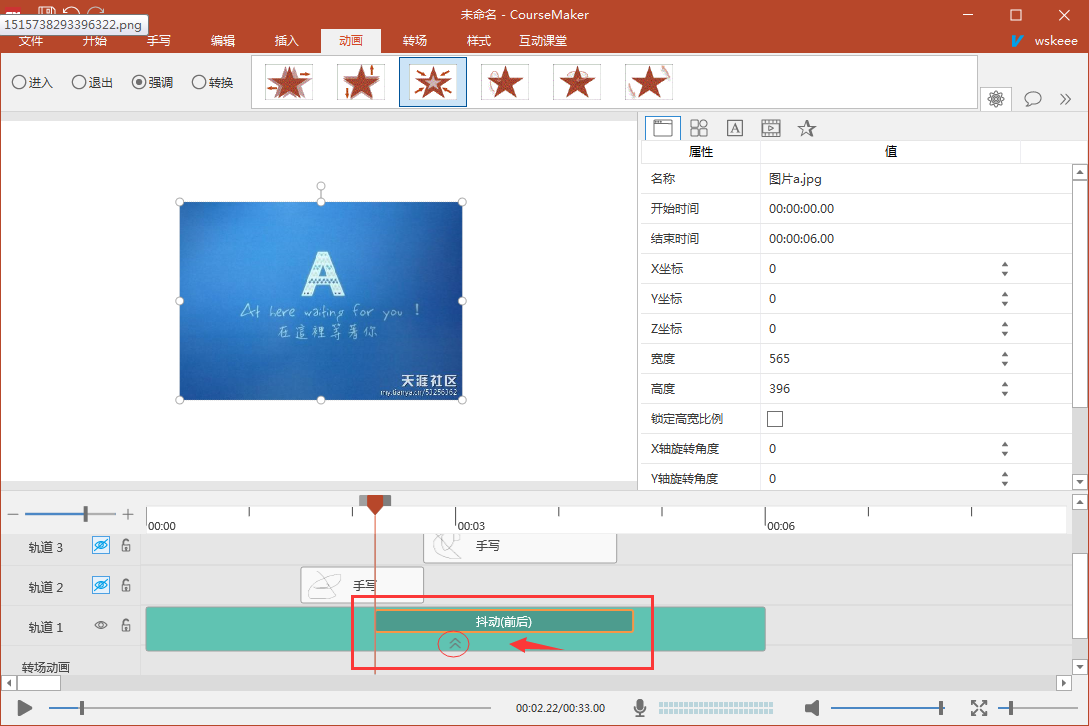 未命名 - CourseMaker
1515738293396322.png
文件 开始 手写 编辑 插入 动画 转场 样式 互动课堂 wskeee
进入 退出 强调 转换
属性 值
名称 图片a.jpg
开始时间 00:00:00.00
结束时间 00:00:06.00
X坐标 0
Y坐标 0
Z坐标 0
宽度 565
高度 396
锁定高宽比例
X轴旋转角度 0
Y轴旋转角度 0
A
At here waiting for you !
在這裡等著你
天涯社区
my.tianya.cn/51256362
00:00 00:03 00:06
轨道 3 手写
轨道 2 手写
轨道 1 抖动(前后)
转场动画
00:02.22/00:33.00